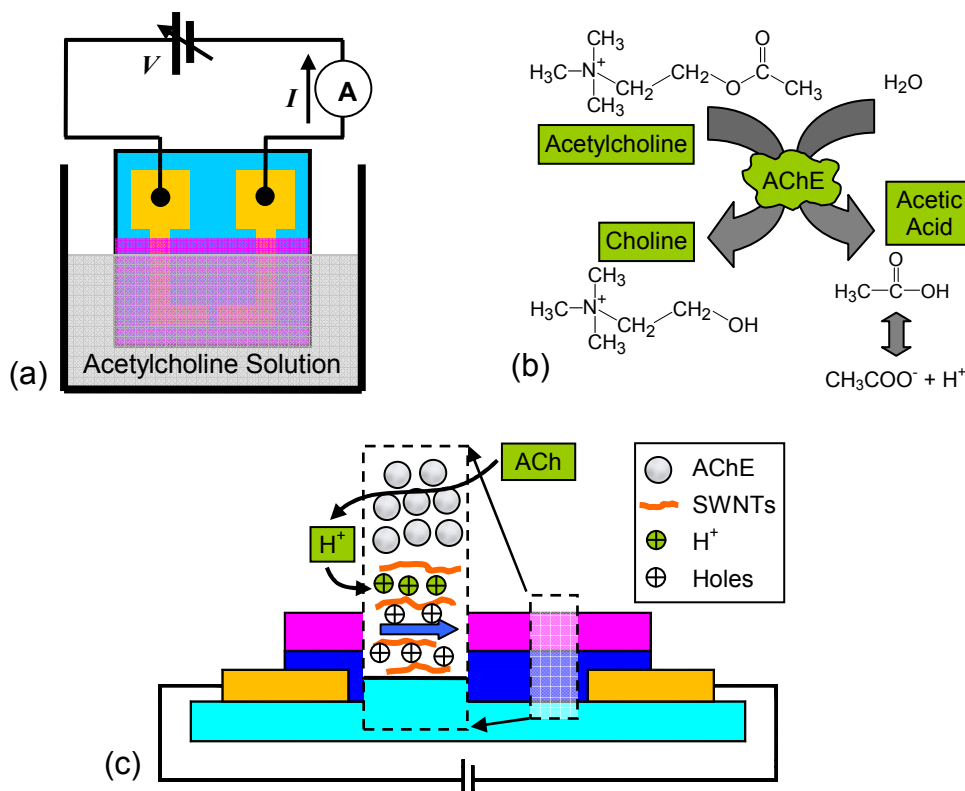 V
I
A
Acetylcholine Solution
(a)
CH₃
H₃C N⁺ CH₂ CH₂ O C O CH₃
CH₃
H₂O
Acetylcholine
AChE
Acetic
Acid
Choline
O
H₃C–C–OH
CH₃
H₃C N⁺ CH₂ CH₂ OH
CH₃
CH₃COO⁻ + H⁺
(b)
ACh
H⁺
AChE
SWNTs
H⁺
Holes
(c)